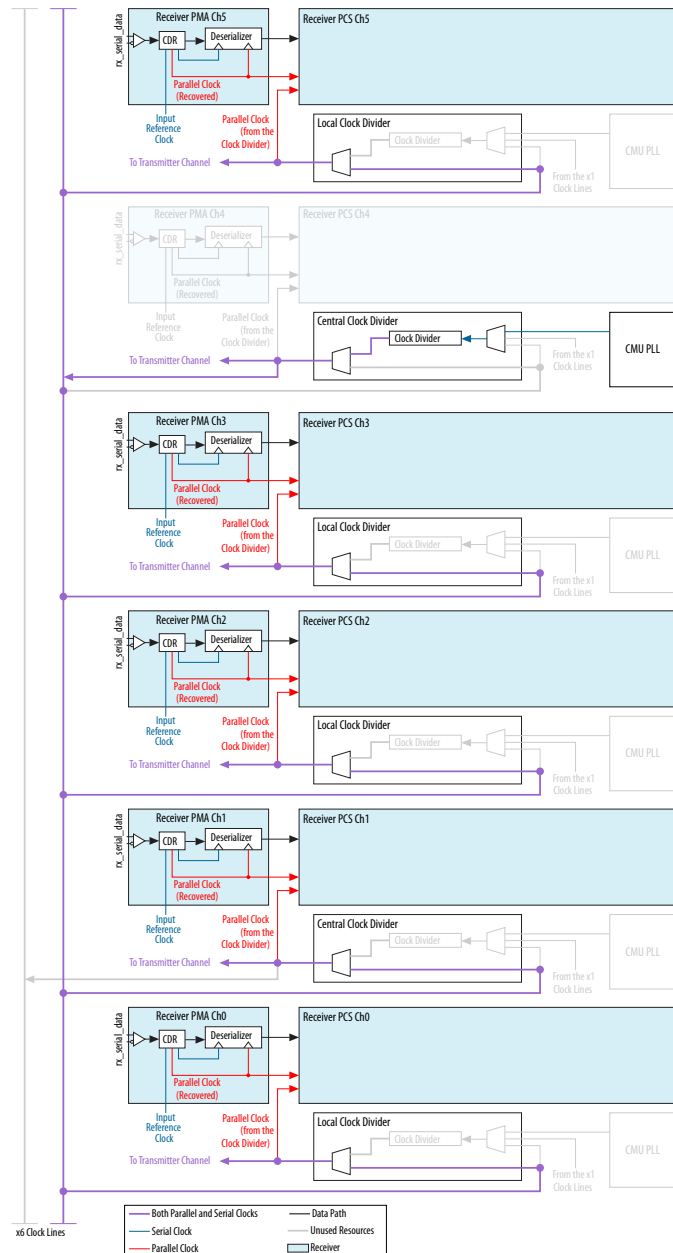 Receiver PMA Ch5
Receiver PCS Ch5
rx_serial_data
CDR
Deserializer
Parallel Clock
(Recovered)
Input
Reference
Clock
Parallel Clock
(from the
Clock Divider)
Local Clock Divider
Clock Divider
CMU PLL
From the x1
Clock Lines
To Transmitter Channel
Receiver PMA Ch4
Receiver PCS Ch4
rx_serial_data
CDR
Deserializer
Parallel Clock
(Recovered)
Input
Reference
Clock
Parallel Clock
(from the
Clock Divider)
Central Clock Divider
Clock Divider
CMU PLL
From the x1
Clock Lines
To Transmitter Channel
Receiver PMA Ch3
Receiver PCS Ch3
rx_serial_data
CDR
Deserializer
Parallel Clock
(Recovered)
Input
Reference
Clock
Parallel Clock
(from the
Clock Divider)
Local Clock Divider
Clock Divider
CMU PLL
From the x1
Clock Lines
To Transmitter Channel
Receiver PMA Ch2
Receiver PCS Ch2
rx_serial_data
CDR
Deserializer
Parallel Clock
(Recovered)
Input
Reference
Clock
Parallel Clock
(from the
Clock Divider)
Local Clock Divider
Clock Divider
CMU PLL
From the x1
Clock Lines
To Transmitter Channel
Receiver PMA Ch1
Receiver PCS Ch1
rx_serial_data
CDR
Deserializer
Parallel Clock
(Recovered)
Input
Reference
Clock
Parallel Clock
(from the
Clock Divider)
Central Clock Divider
Clock Divider
CMU PLL
From the x1
Clock Lines
To Transmitter Channel
Receiver PMA Ch0
Receiver PCS Ch0
rx_serial_data
CDR
Deserializer
Parallel Clock
(Recovered)
Input
Reference
Clock
Parallel Clock
(from the
Clock Divider)
Local Clock Divider
Clock Divider
CMU PLL
From the x1
Clock Lines
To Transmitter Channel
x6 Clock Lines
Both Parallel and Serial Clocks
Serial Clock
Parallel Clock
Data Path
Unused Resources
Receiver